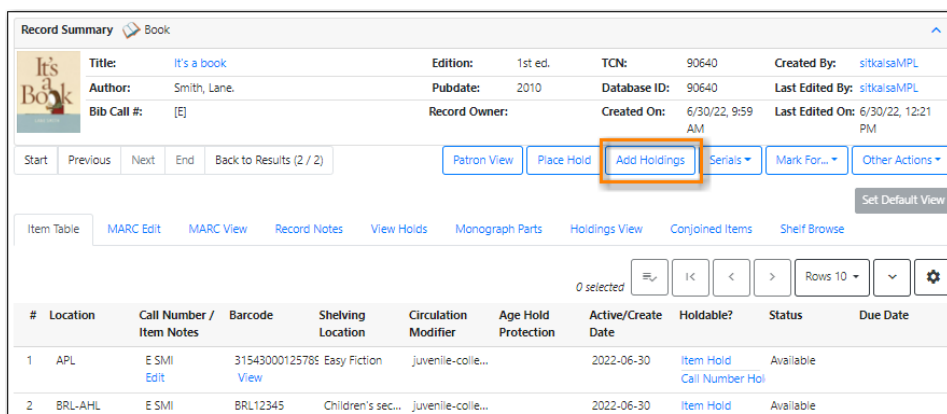 Record Summary Book
It's a Book
Title: It's a book Edition: 1st ed. TCN: 90640 Created By: sitkalsaMPL
Author: Smith, Lane. Pubdate: 2010 Database ID: 90640 Last Edited By: sitkalsaMPL
Bib Call #: [E] Record Owner: Created On: 6/30/22, 9:59 AM Last Edited On: 6/30/22, 12:21 PM
Start Previous Next End Back to Results (2 / 2) Patron View Place Hold Add Holdings Serials Mark For... Other Actions
Set Default View
Item Table MARC Edit MARC View Record Notes View Holds Monograph Parts Holdings View Conjoined Items Shelf Browse
0 selected Rows 10
# Location Call Number / Item Notes Barcode Shelving Location Circulation Modifier Age Hold Protection Active/Create Date Holdable? Status Due Date
1 APL E SMI 31543000125789 Easy Fiction juvenile-colle... 2022-06-30 Item Hold Available
Edit View Call Number Hol
2 BRL-AHL E SMI BRL12345 Children's sec... juvenile-colle... 2022-06-30 Item Hold Available